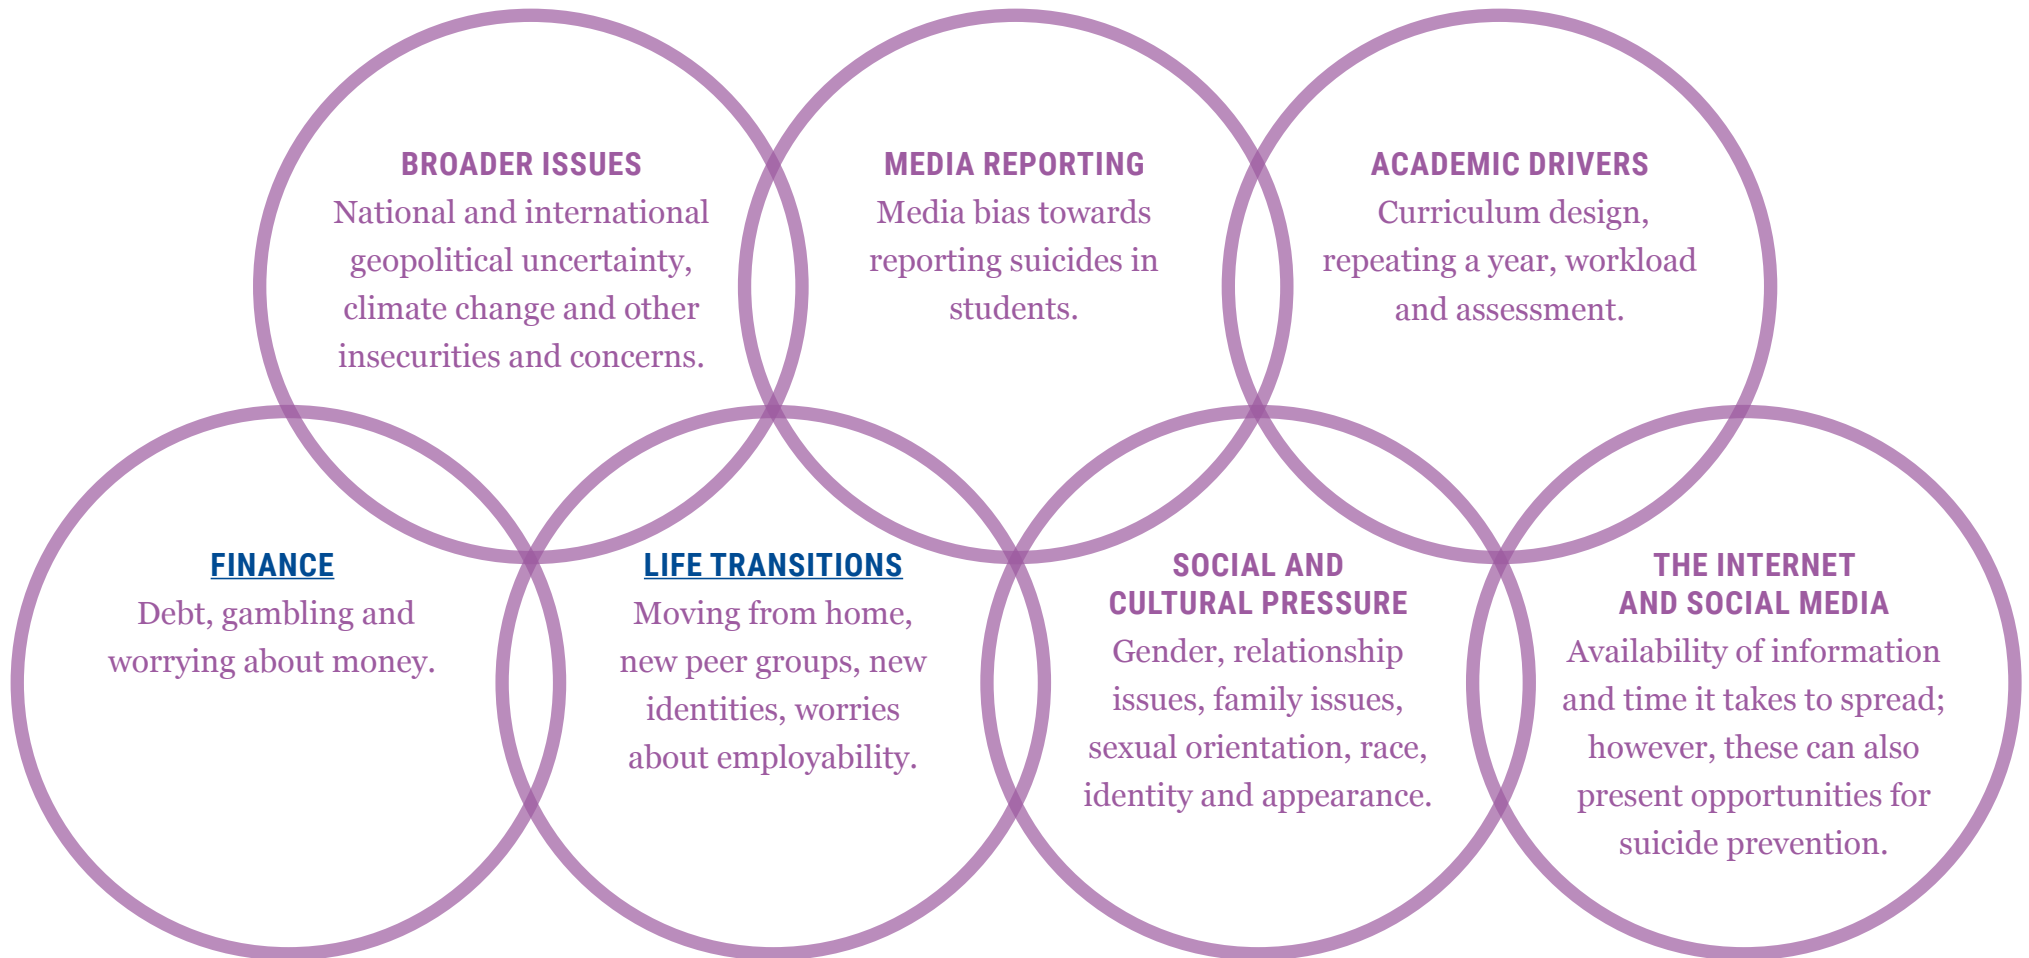 BROADER ISSUES
National and international
geopolitical uncertainty,
climate change and other
insecurities and concerns.
MEDIA REPORTING
Media bias towards
reporting suicides in
students.
ACADEMIC DRIVERS
Curriculum design,
repeating a year, workload
and assessment.
FINANCE
Debt, gambling and
worrying about money.
LIFE TRANSITIONS
Moving from home,
new peer groups, new
identities, worries
about employability.
SOCIAL AND
CULTURAL PRESSURE
Gender, relationship
issues, family issues,
sexual orientation, race,
identity and appearance.
THE INTERNET
AND SOCIAL MEDIA
Availability of information
and time it takes to spread;
however, these can also
present opportunities for
suicide prevention.